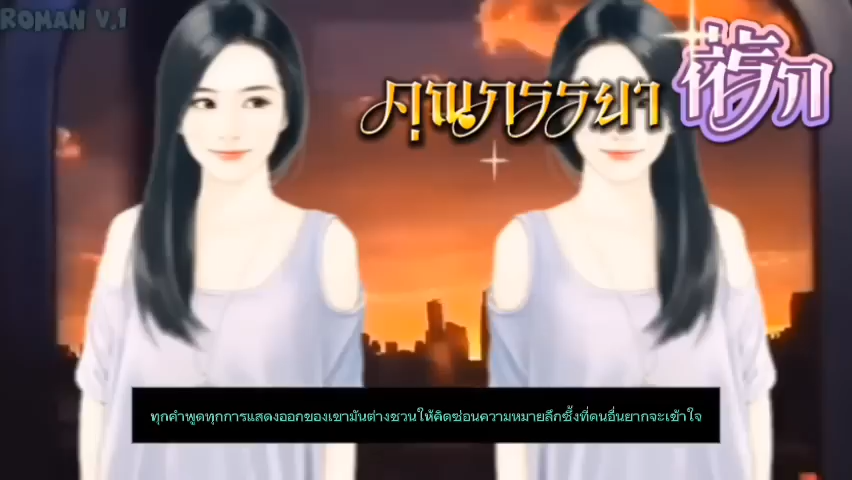 ROMAN V.1
คุณภรรยา
ที่รัก
ทุกคำพูดทุกการแสดงออกของเขามันต่างชวนให้คิดซ่อนความหมายลึกซึ้งที่คนอื่นยากจะเข้าใจ